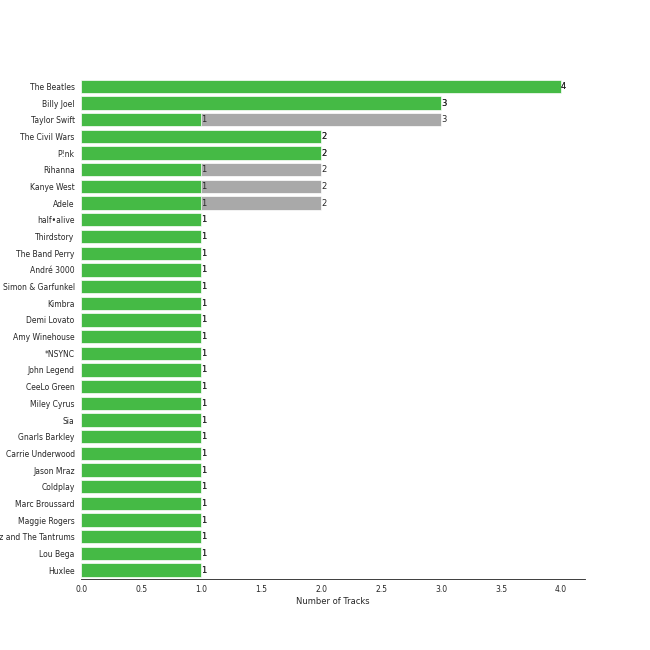 The Beatles 4
Billy Joel 3
Taylor Swift 1 3
The Civil Wars 2
P!nk 2
Rihanna 1 2
Kanye West 1 2
Adele 1 2
half•alive 1
Thirdstory 1
The Band Perry 1
André 3000 1
Simon & Garfunkel 1
Kimbra 1
Demi Lovato 1
Amy Winehouse 1
*NSYNC 1
John Legend 1
CeeLo Green 1
Miley Cyrus 1
Sia 1
Gnarls Barkley 1
Carrie Underwood 1
Jason Mraz 1
Coldplay 1
Marc Broussard 1
Maggie Rogers 1
z and The Tantrums 1
Lou Bega 1
Huxlee 1
0.0 0.5 1.0 1.5 2.0 2.5 3.0 3.5 4.0
Number of Tracks